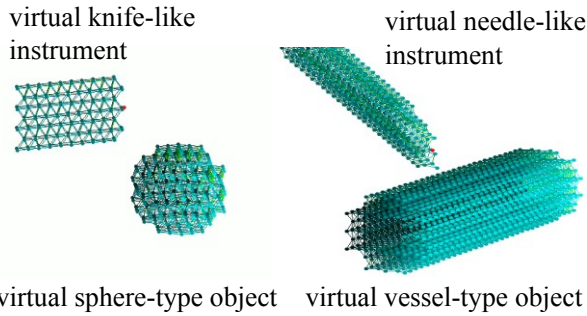 virtual knife-like
instrument
virtual needle-like
instrument
virtual sphere-type object
virtual vessel-type object